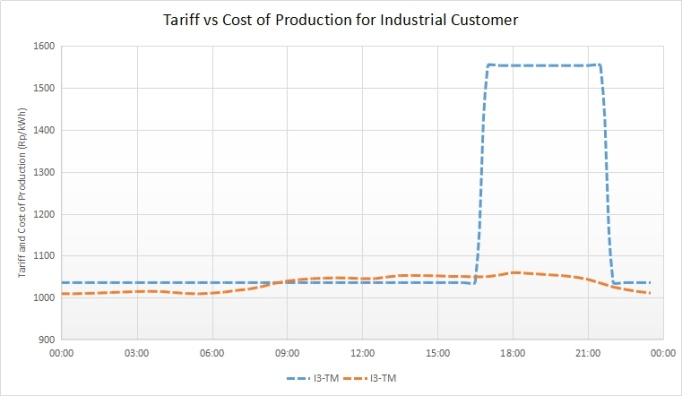 Tariff vs Cost of Production for Industrial Customer
Tariff and Cost of Production (Rp/kWh)
1600
1500
1400
1300
1200
1100
1000
900
00:00 03:00 06:00 09:00 12:00 15:00 18:00 21:00 00:00
I3-TM I3-TM